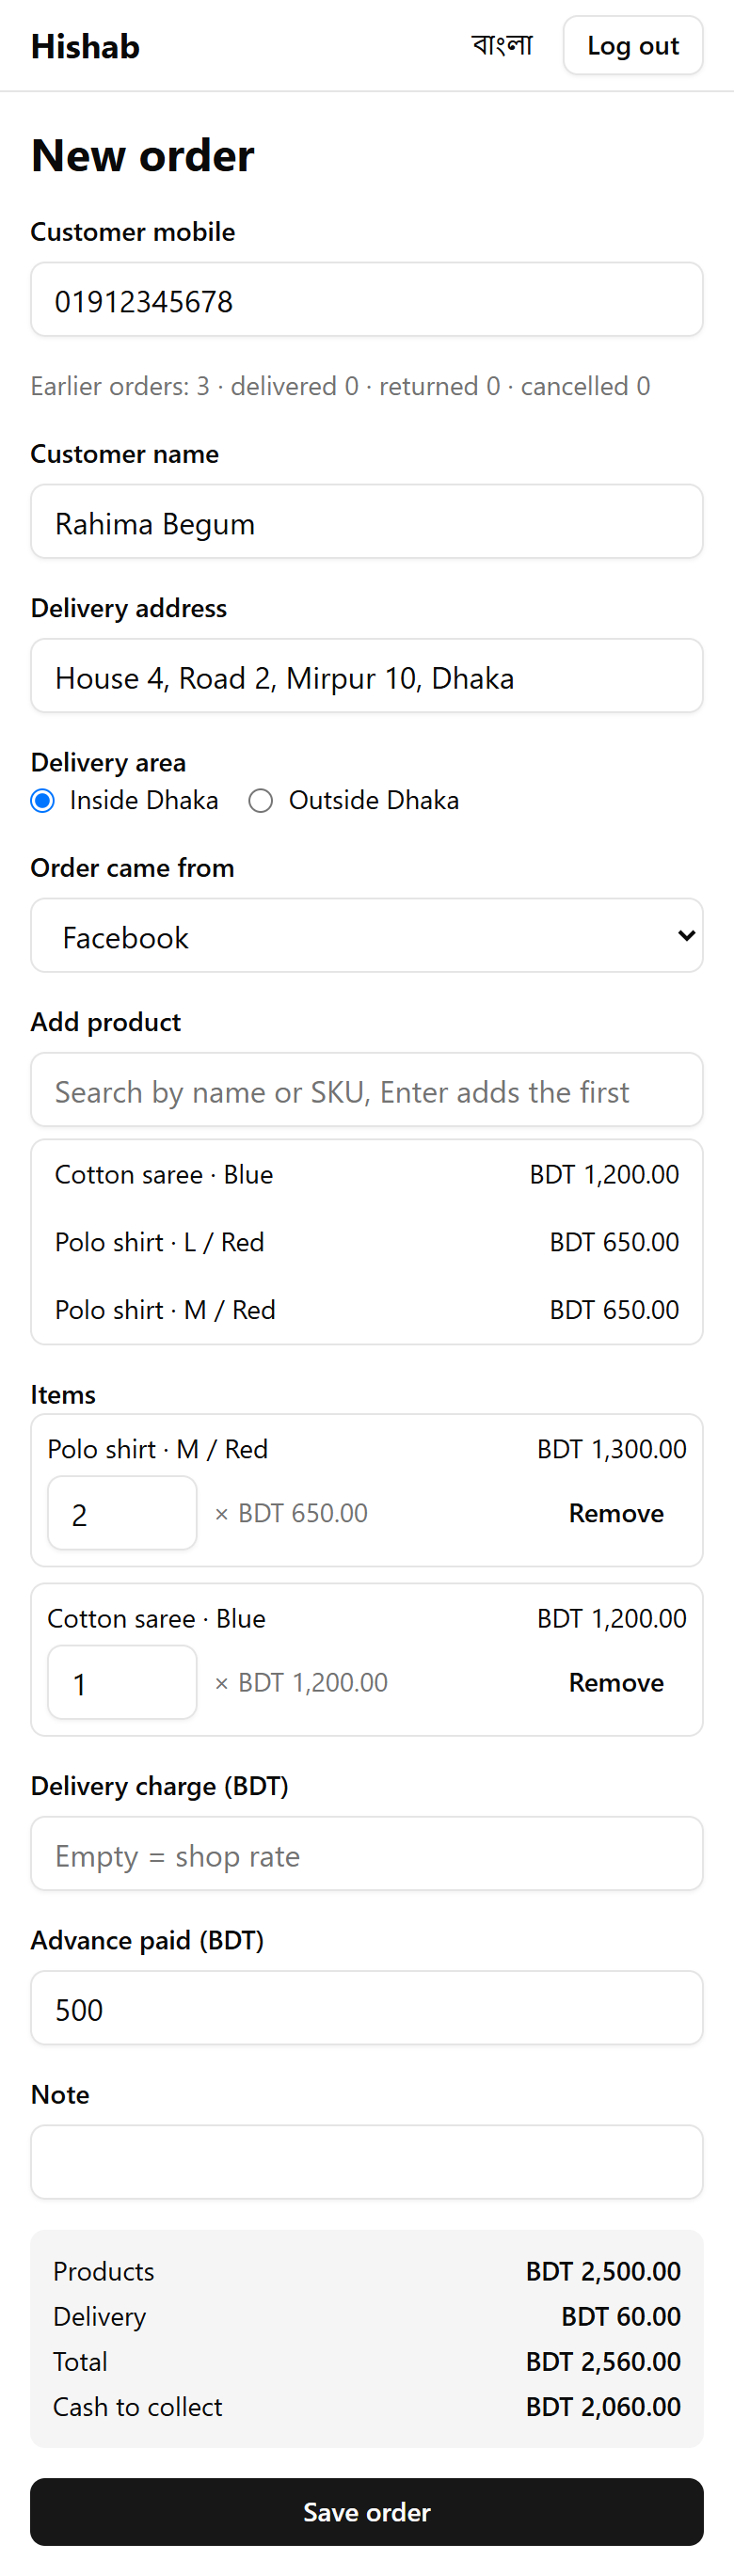 Hishab
বাংলা
Log out
New order
Customer mobile
01912345678
Earlier orders: 3 · delivered 0 · returned 0 · cancelled 0
Customer name
Rahima Begum
Delivery address
House 4, Road 2, Mirpur 10, Dhaka
Delivery area
Inside Dhaka
Outside Dhaka
Order came from
Facebook
Add product
Search by name or SKU, Enter adds the first
Cotton saree · Blue BDT 1,200.00
Polo shirt · L / Red BDT 650.00
Polo shirt · M / Red BDT 650.00
Items
Polo shirt · M / Red BDT 1,300.00
2 × BDT 650.00 Remove
Cotton saree · Blue BDT 1,200.00
1 × BDT 1,200.00 Remove
Delivery charge (BDT)
Empty = shop rate
Advance paid (BDT)
500
Note
Products BDT 2,500.00
Delivery BDT 60.00
Total BDT 2,560.00
Cash to collect BDT 2,060.00
Save order